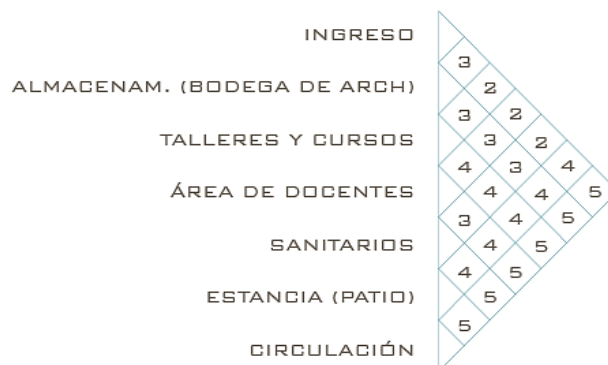 INGRESO
3
ALMACENAM. (BODEGA DE ARCH) 2
3 2
TALLERES Y CURSOS 3 2
4 3 4
ÁREA DE DOCENTES 4 4 5
3 4 5
SANITARIOS 4 5
4 5
ESTANCIA (PATIO) 5
5
CIRCULACIÓN